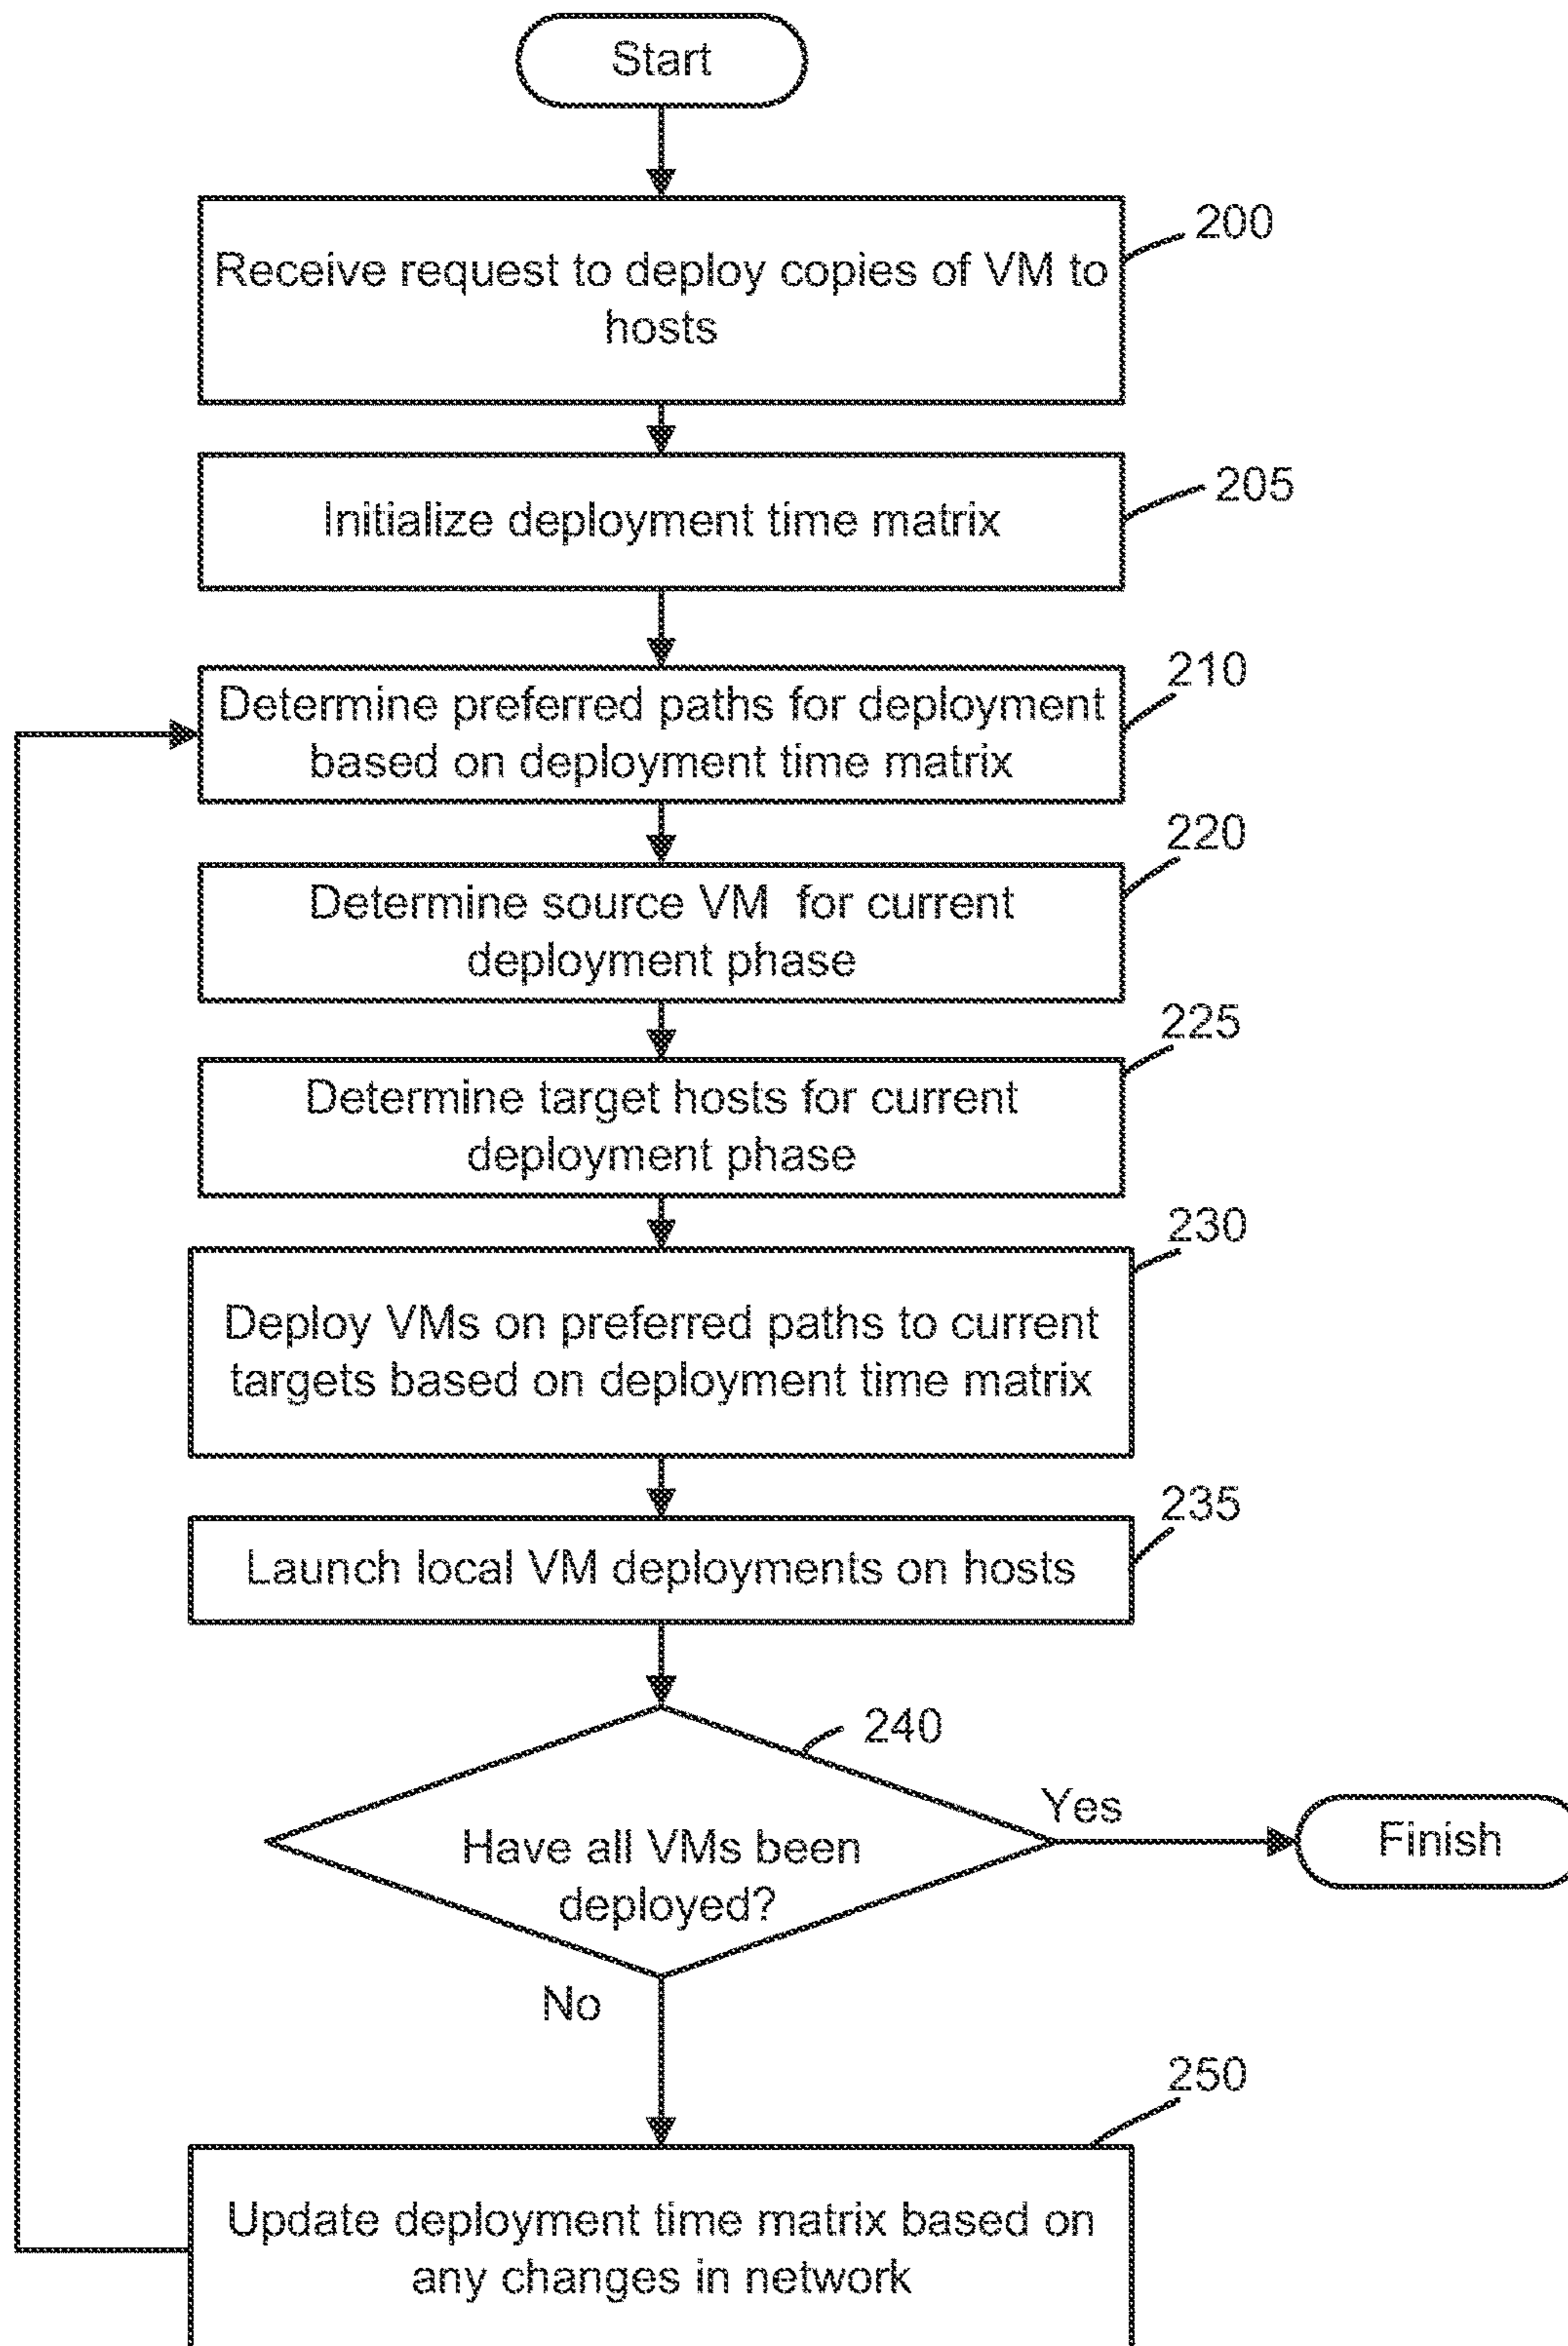 Start
200
Receive request to deploy copies of VM to
hosts
205
Initialize deployment time matrix
210
Determine preferred paths for deployment
based on deployment time matrix
220
Determine source VM for current
deployment phase
225
Determine target hosts for current
deployment phase
230
Deploy VMs on preferred paths to current
targets based on deployment time matrix
235
Launch local VM deployments on hosts
240
Yes
Have all VMs been
deployed?
Finish
No
250
Update deployment time matrix based on
any changes in network